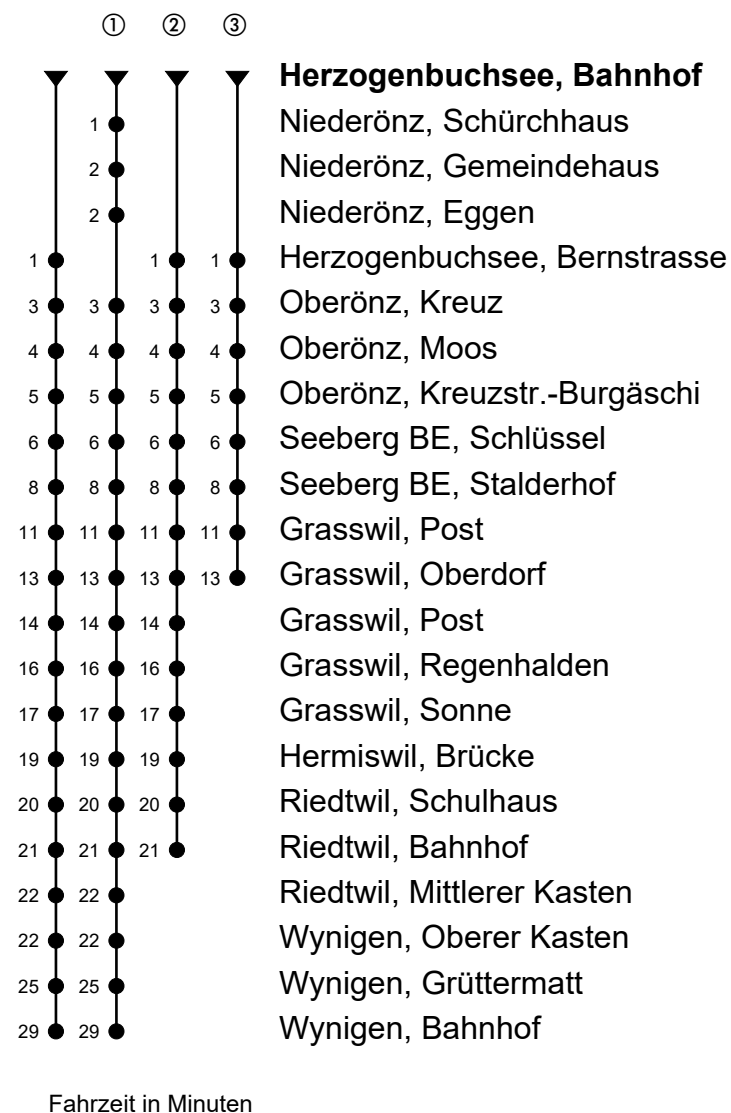 ① ② ③
Herzogenbuchsee, Bahnhof
1 Niederönz, Schürchhaus
2 Niederönz, Gemeindehaus
2 Niederönz, Eggen
1 1 1 Herzogenbuchsee, Bernstrasse
3 3 3 3 Oberönz, Kreuz
4 4 4 4 Oberönz, Moos
5 5 5 5 Oberönz, Kreuzstr.-Burgäschi
6 6 6 6 Seeberg BE, Schlüssel
8 8 8 8 Seeberg BE, Stalderhof
11 11 11 11 Grasswil, Post
13 13 13 13 Grasswil, Oberdorf
14 14 14 Grasswil, Post
16 16 16 Grasswil, Regenhalden
17 17 17 Grasswil, Sonne
19 19 19 Hermiswil, Brücke
20 20 20 Riedtwil, Schulhaus
21 21 21 Riedtwil, Bahnhof
22 22 Riedtwil, Mittlerer Kasten
22 22 Wynigen, Oberer Kasten
25 25 Wynigen, Grüttermatt
29 29 Wynigen, Bahnhof
Fahrzeit in Minuten